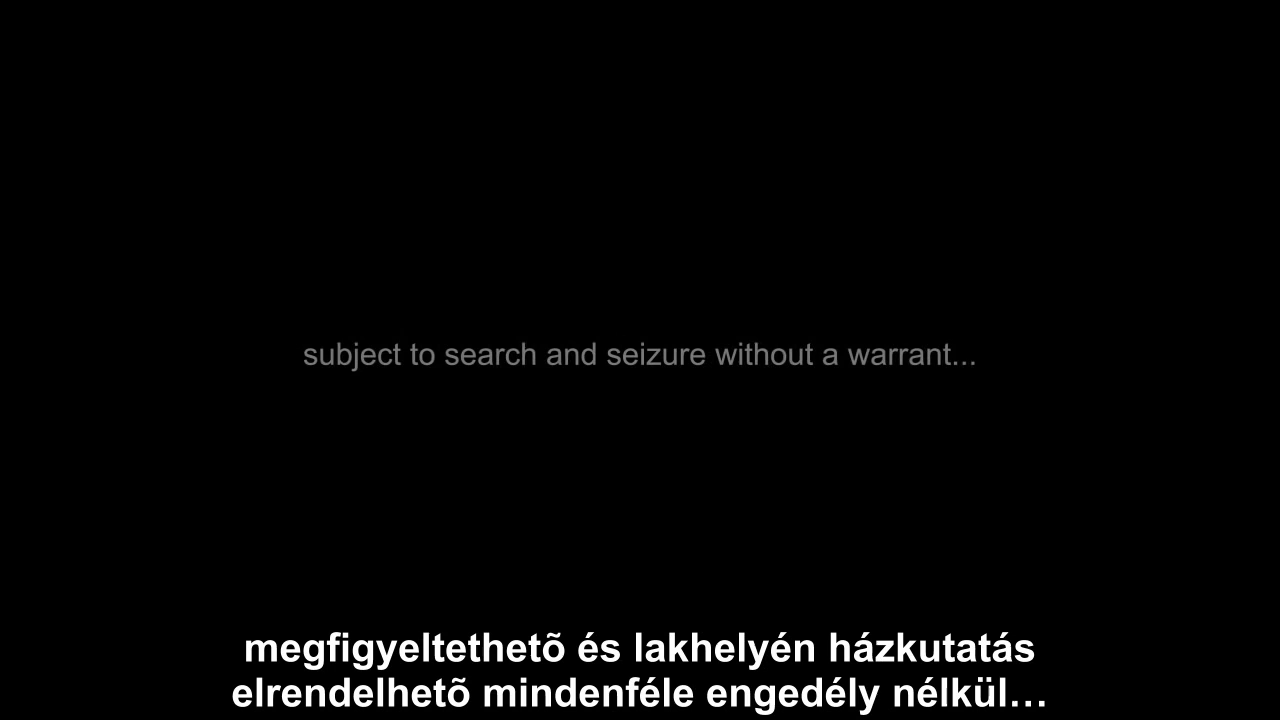 subject to search and seizure without a warrant...
megfigyeltethetõ és lakhelyén házkutatás
elrendelhetõ mindenféle engedély nélkül…